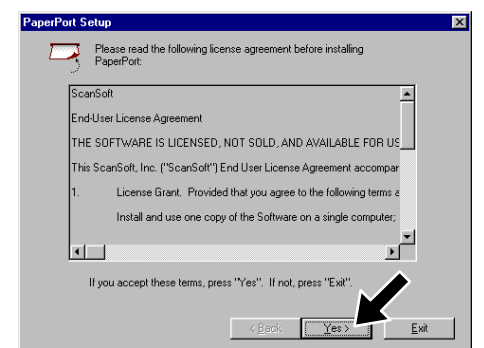 PaperPort Setup
Please read the following license agreement before installing
PaperPort:
ScanSoft
End-User License Agreement
THE SOFTWARE IS LICENSED, NOT SOLD, AND AVAILABLE FOR US
This ScanSoft, Inc. ("ScanSoft") End User License Agreement accompar
1. License Grant. Provided that you agree to the following terms a
Install and use one copy of the Software on a single computer;
If you accept these terms, press "Yes". If not, press "Exit".
< Back Yes > Exit